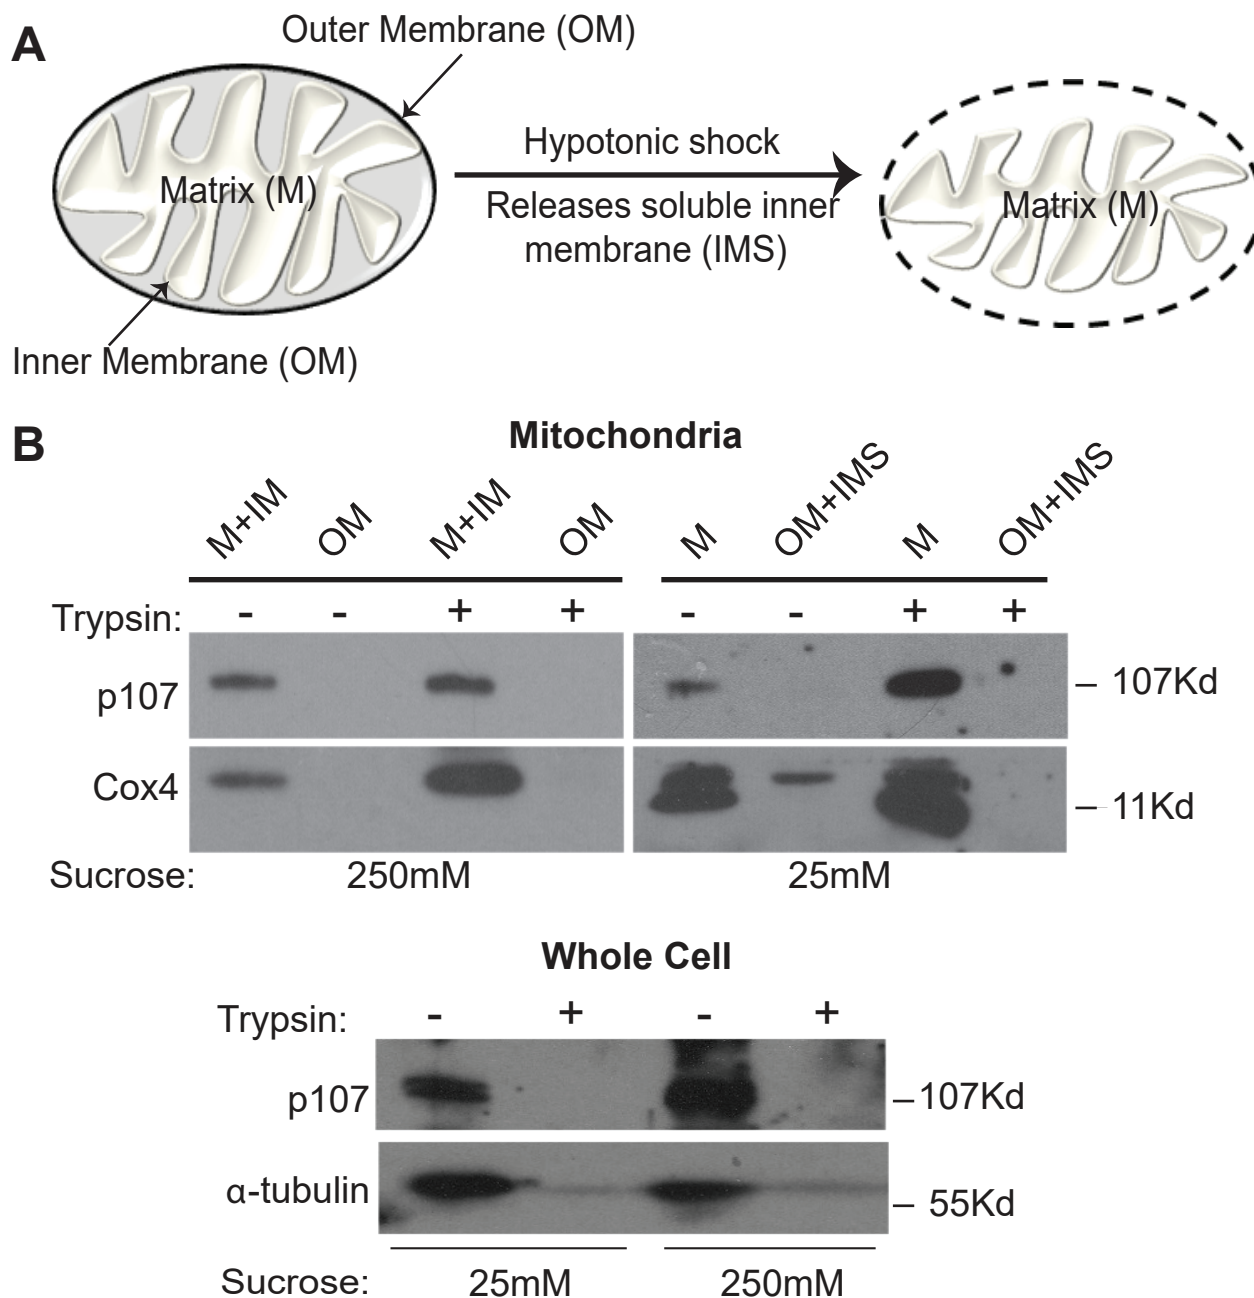 A
Outer Membrane (OM)
Matrix (M)
Hypotonic shock
Releases soluble inner
membrane (IMS)
Matrix (M)
Inner Membrane (OM)
B
Mitochondria
M+IM OM M+IM OM M OM+IMS M OM+IMS
Trypsin: - - + + - - + +
p107 – 107Kd
Cox4 – 11Kd
Sucrose: 250mM 25mM
Whole Cell
Trypsin: - + - +
p107 –107Kd
α-tubulin – 55Kd
Sucrose: 25mM 250mM